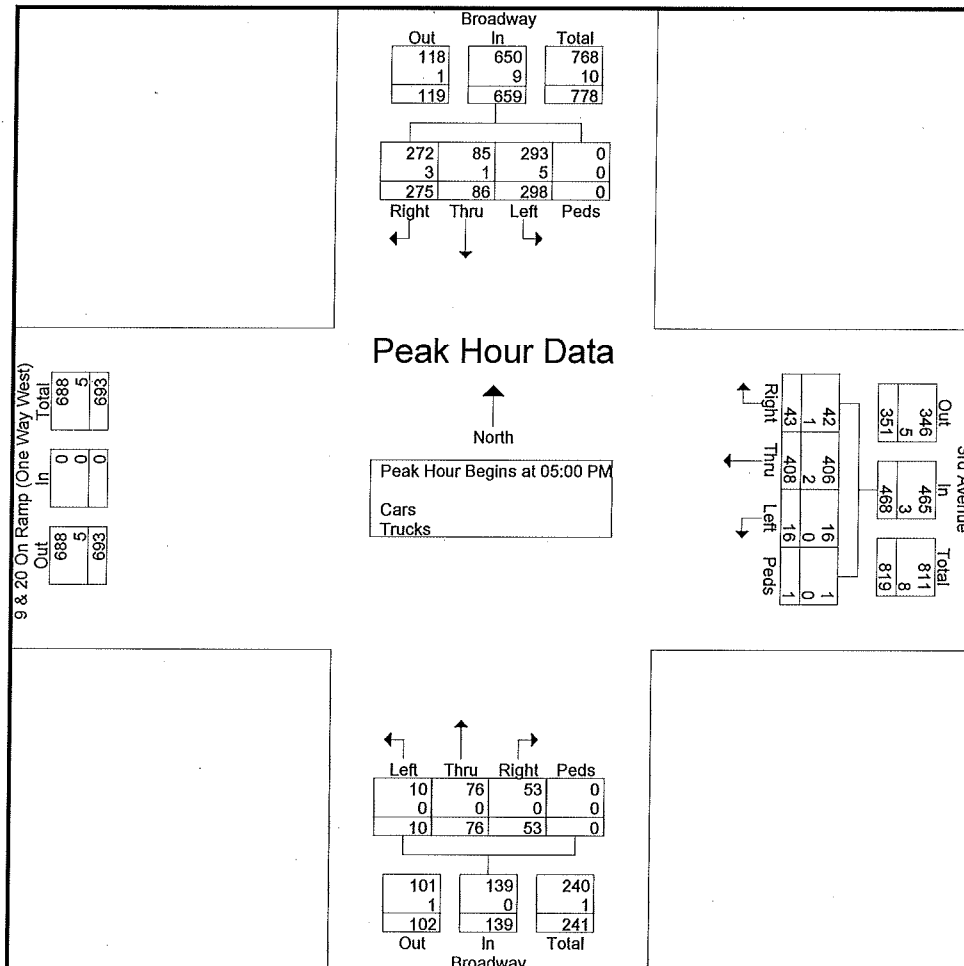 Broadway
Out In Total
118 650 768
1 9 10
119 659 778
272 85 293 0
3 1 5 0
275 86 298 0
Right Thru Left Peds
Peak Hour Data
North
Peak Hour Begins at 05:00 PM
Cars
Trucks
9 & 20 On Ramp (One Way West)
Out In Total
688 0 688
5 0 5
693 0 693
3rd Avenue
Out In Total
346 465 811
5 3 8
351 468 819
42 406 16 1
1 2 0 0
43 408 16 1
Right Thru Left Peds
Left Thru Right Peds
10 76 53 0
0 0 0 0
10 76 53 0
101 139 240
1 0 1
102 139 241
Out In Total
Broadway